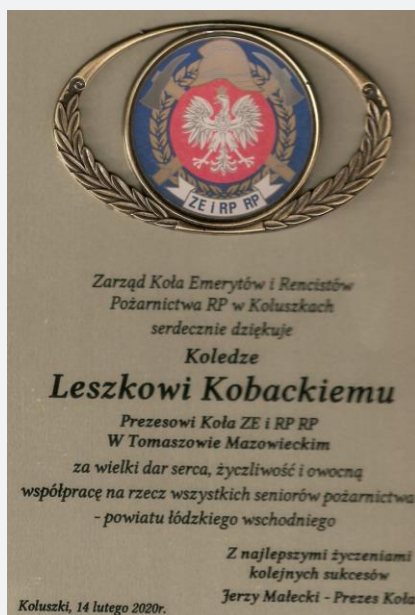 ZE i RP RP
Zarząd Koła Emerytów i Rencistów
Pożarnictwa RP w Koluszkach
serdecznie dziękuje
Koledze
Leszkowi Kobackiemu
Prezesowi Koła ZE i RP RP
W Tomaszowie Mazowieckim
za wielki dar serca, życzliwość i owocną
współpracę na rzecz wszystkich seniorów pożarnictwa
- powiatu łódzkiego wschodniego
Z najlepszymi życzeniami
kolejnych sukcesów
Jerzy Małecki - Prezes Koła
Koluszki, 14 lutego 2020r.